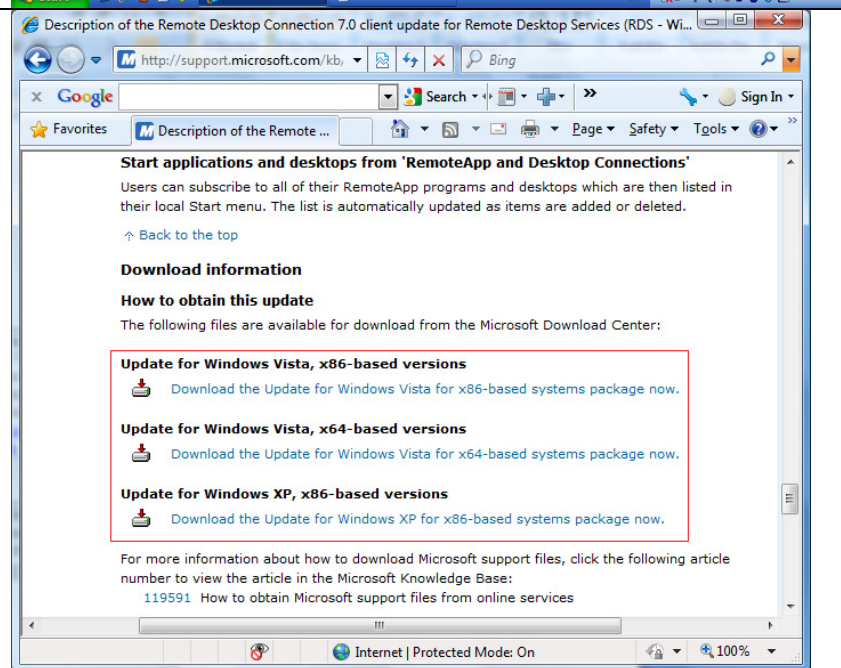 Description of the Remote Desktop Connection 7.0 client update for Remote Desktop Services (RDS - Wi...
http://support.microsoft.com/kb/
Bing
x Google
Search
»
Sign In
Favorites
Description of the Remote ...
Page
Safety
Tools
»
Start applications and desktops from 'RemoteApp and Desktop Connections'
Users can subscribe to all of their RemoteApp programs and desktops which are then listed in
their local Start menu. The list is automatically updated as items are added or deleted.
Back to the top
Download information
How to obtain this update
The following files are available for download from the Microsoft Download Center:
Update for Windows Vista, x86-based versions
Download the Update for Windows Vista for x86-based systems package now.
Update for Windows Vista, x64-based versions
Download the Update for Windows Vista for x64-based systems package now.
Update for Windows XP, x86-based versions
Download the Update for Windows XP for x86-based systems package now.
For more information about how to download Microsoft support files, click the following article
number to view the article in the Microsoft Knowledge Base:
119591 How to obtain Microsoft support files from online services
Internet | Protected Mode: On
100%